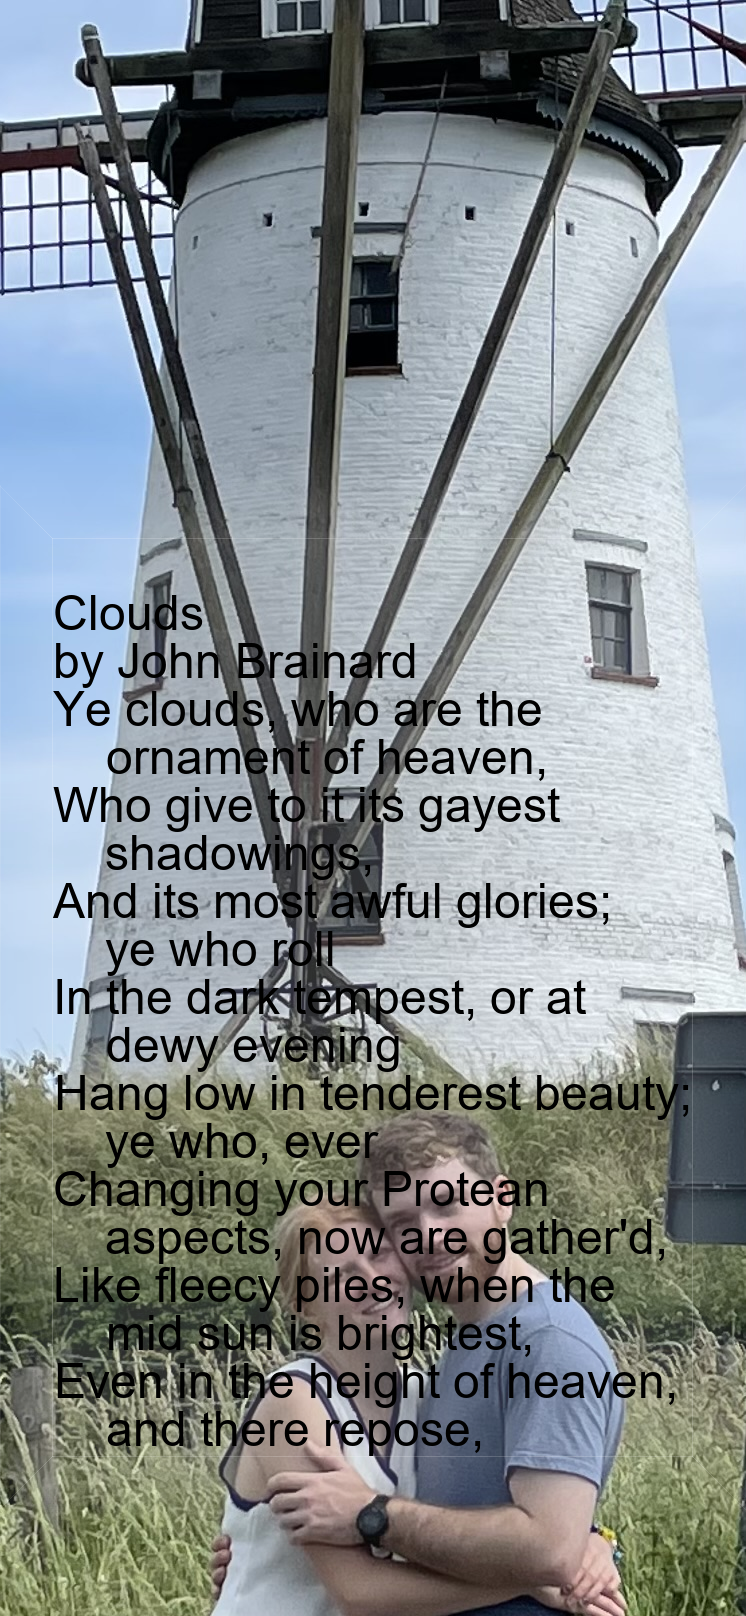 Clouds
by John Brainard
Ye clouds, who are the
ornament of heaven,
Who give to it its gayest
shadowings,
And its most awful glories;
ye who roll
In the dark tempest, or at
dewy evening
Hang low in tenderest beauty;
ye who, ever
Changing your Protean
aspects, now are gather'd,
Like fleecy piles, when the
mid sun is brightest,
Even in the height of heaven,
and there repose,